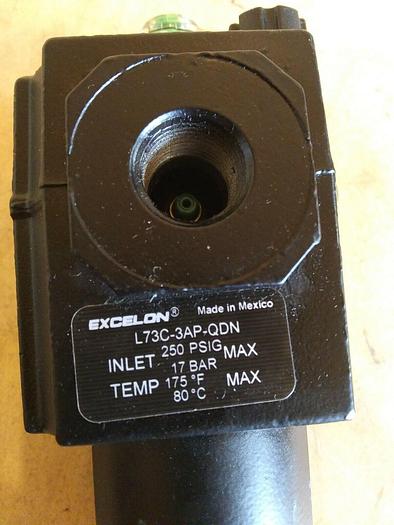 EXCELON® Made in Mexico
L73C-3AP-QDN
INLET 250 PSIG MAX
17 BAR
TEMP 175 °F MAX
80 °C